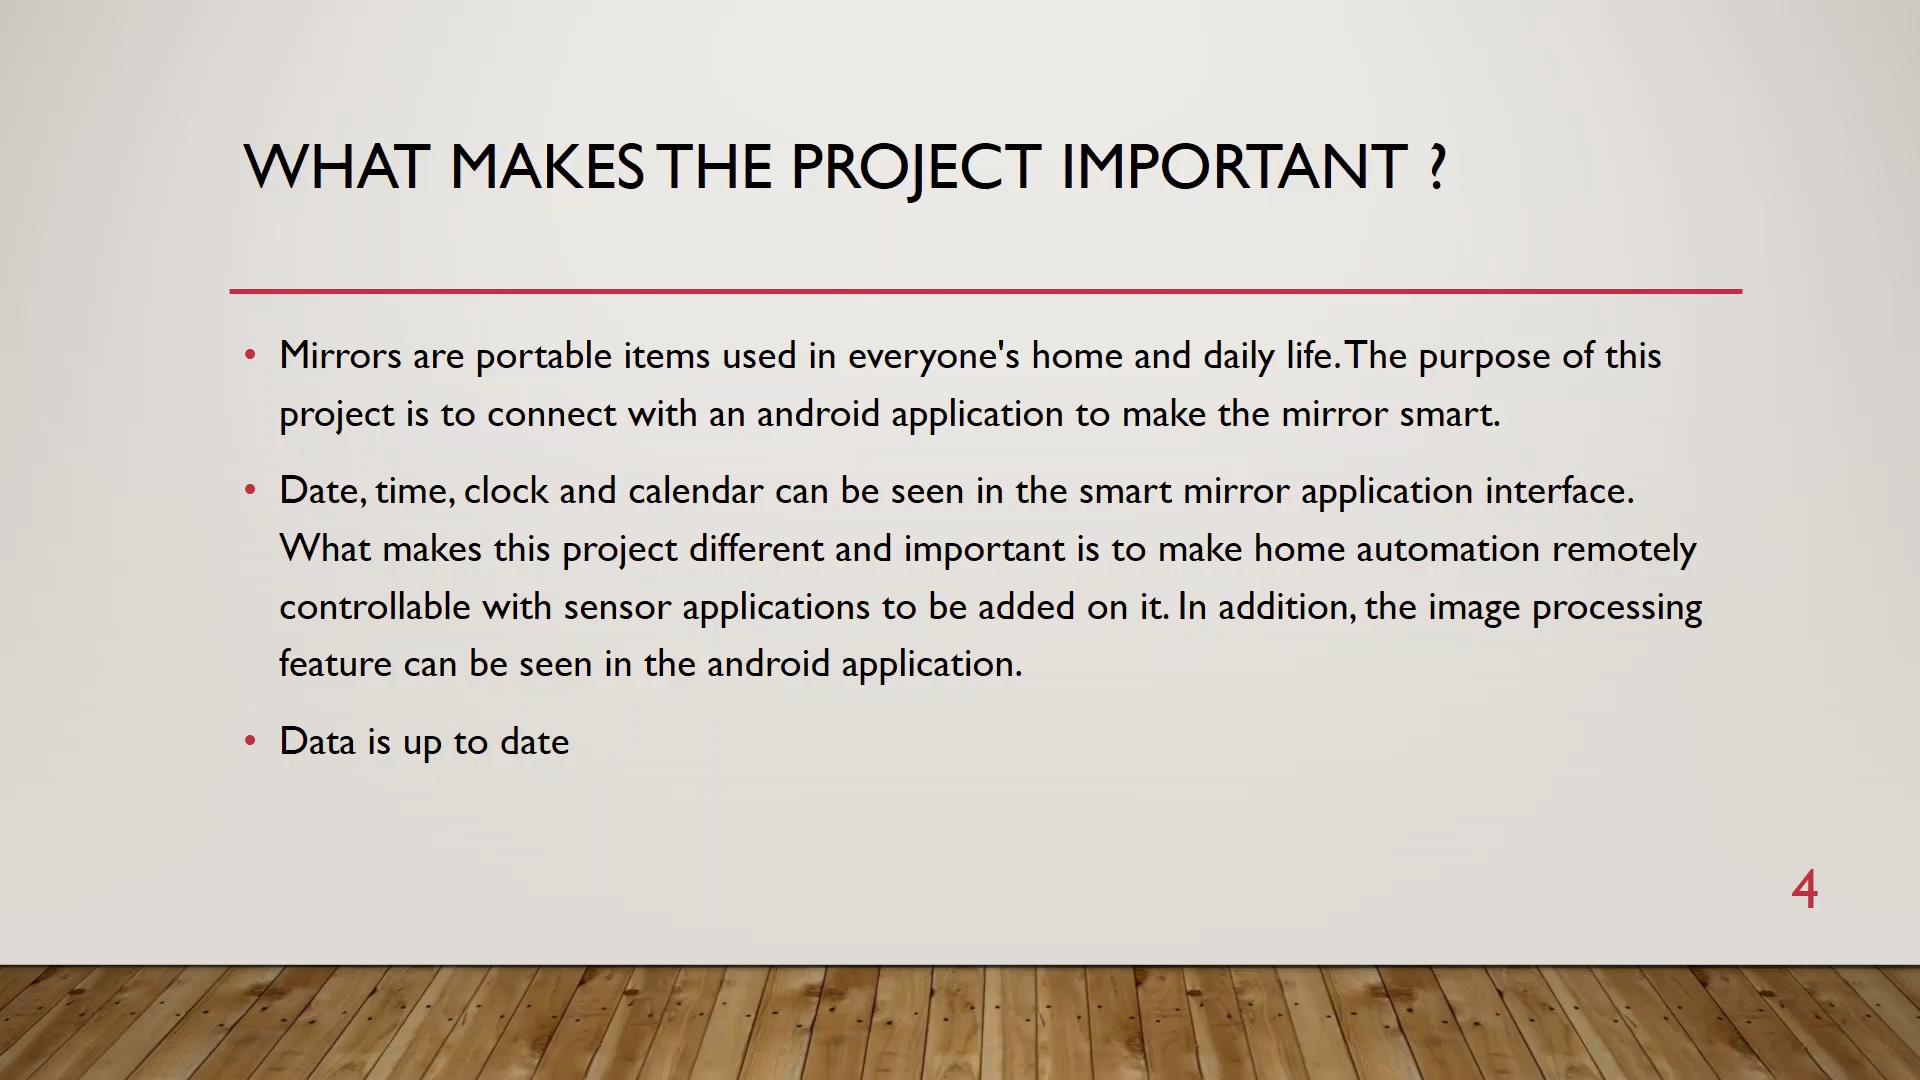 WHAT MAKES THE PROJECT IMPORTANT ?
• Mirrors are portable items used in everyone's home and daily life. The purpose of this
project is to connect with an android application to make the mirror smart.
• Date, time, clock and calendar can be seen in the smart mirror application interface.
What makes this project different and important is to make home automation remotely
controllable with sensor applications to be added on it. In addition, the image processing
feature can be seen in the android application.
• Data is up to date
4